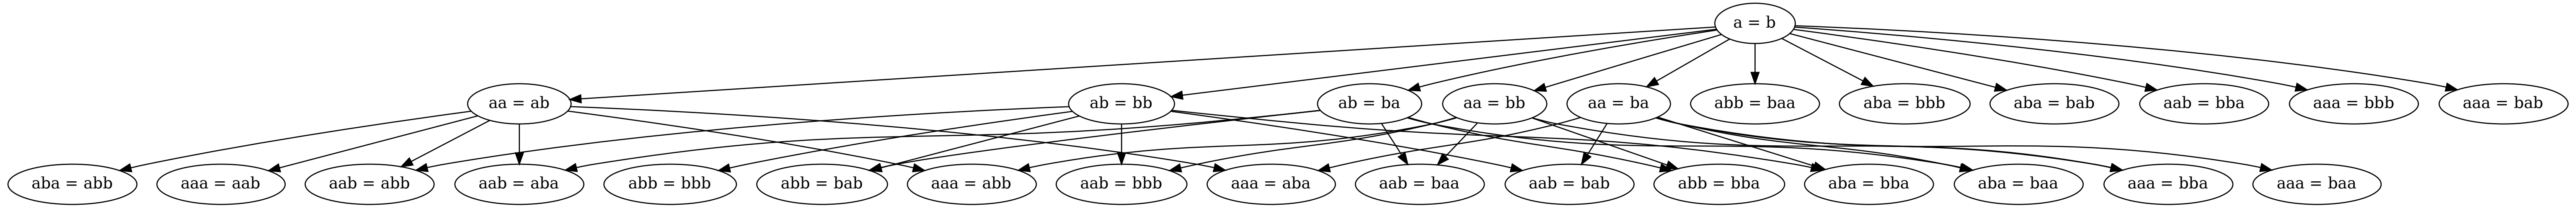 a = b
aa = ab
ab = bb
ab = ba
aa = bb
aa = ba
abb = baa
aba = bbb
aba = bab
aab = bba
aaa = bbb
aaa = bab
aba = abb
aaa = aab
aab = abb
aab = aba
abb = bbb
abb = bab
aaa = abb
aab = bbb
aaa = aba
aab = baa
aab = bab
abb = bba
aba = bba
aba = baa
aaa = bba
aaa = baa